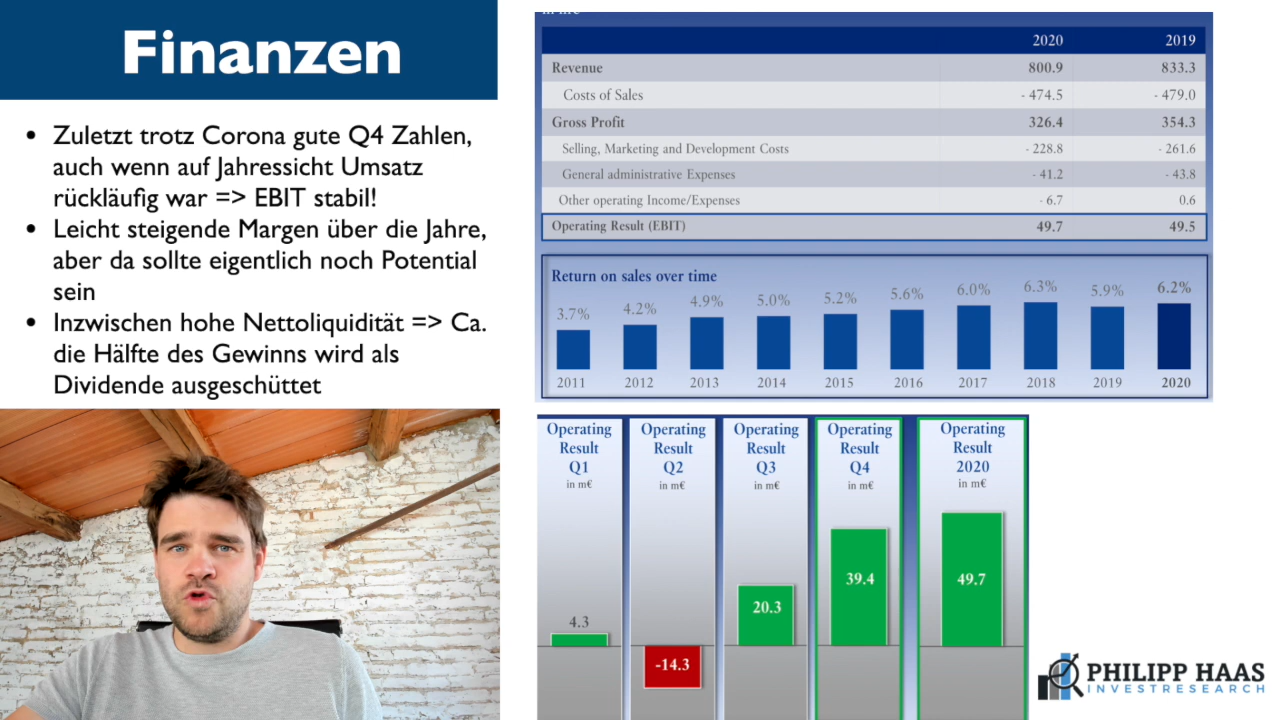 Finanzen
• Zuletzt trotz Corona gute Q4 Zahlen,
auch wenn auf Jahressicht Umsatz
rückläufig war => EBIT stabil!
• Leicht steigende Margen über die Jahre,
aber da sollte eigentlich noch Potential
sein
• Inzwischen hohe Nettoliquidität => Ca.
die Hälfte des Gewinns wird als
Dividende ausgeschüttet
2020 2019
Revenue 800.9 833.3
Costs of Sales - 474.5 - 479.0
Gross Profit 326.4 354.3
Selling, Marketing and Development Costs - 228.8 - 261.6
General administrative Expenses - 41.2 - 43.8
Other operating Income/Expenses - 6.7 0.6
Operating Result (EBIT) 49.7 49.5
Return on sales over time
3.7% 4.2% 4.9% 5.0% 5.2% 5.6% 6.0% 6.3% 5.9% 6.2%
2011 2012 2013 2014 2015 2016 2017 2018 2019 2020
Operating Operating Operating Operating Operating
Result Result Result Result Result
Q1 Q2 Q3 Q4 2020
in m€ in m€ in m€ in m€ in m€
4.3 -14.3 20.3 39.4 49.7
PHILIPP HAAS
INVESTRESEARCH